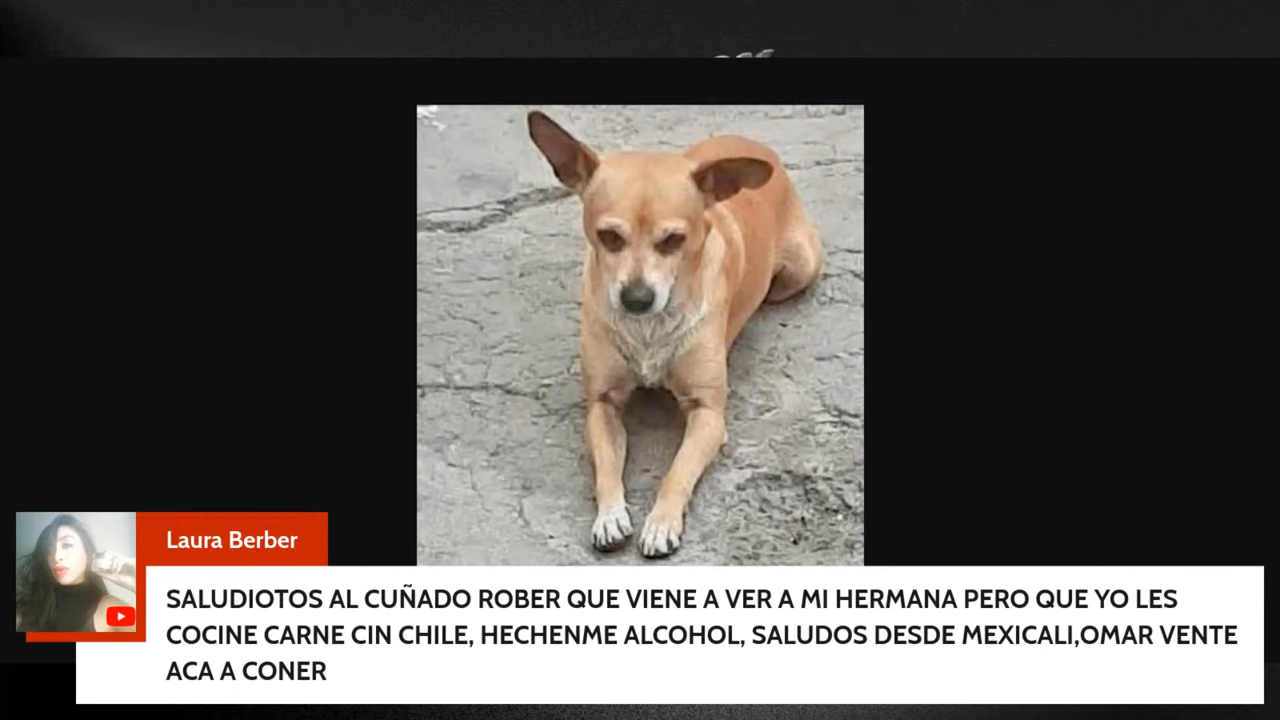 Laura Berber
SALUDIOTOS AL CUÑADO ROBER QUE VIENE A VER A MI HERMANA PERO QUE YO LES
COCINE CARNE CIN CHILE, HECHENME ALCOHOL, SALUDOS DESDE MEXICALI,OMAR VENTE
ACA A CONER